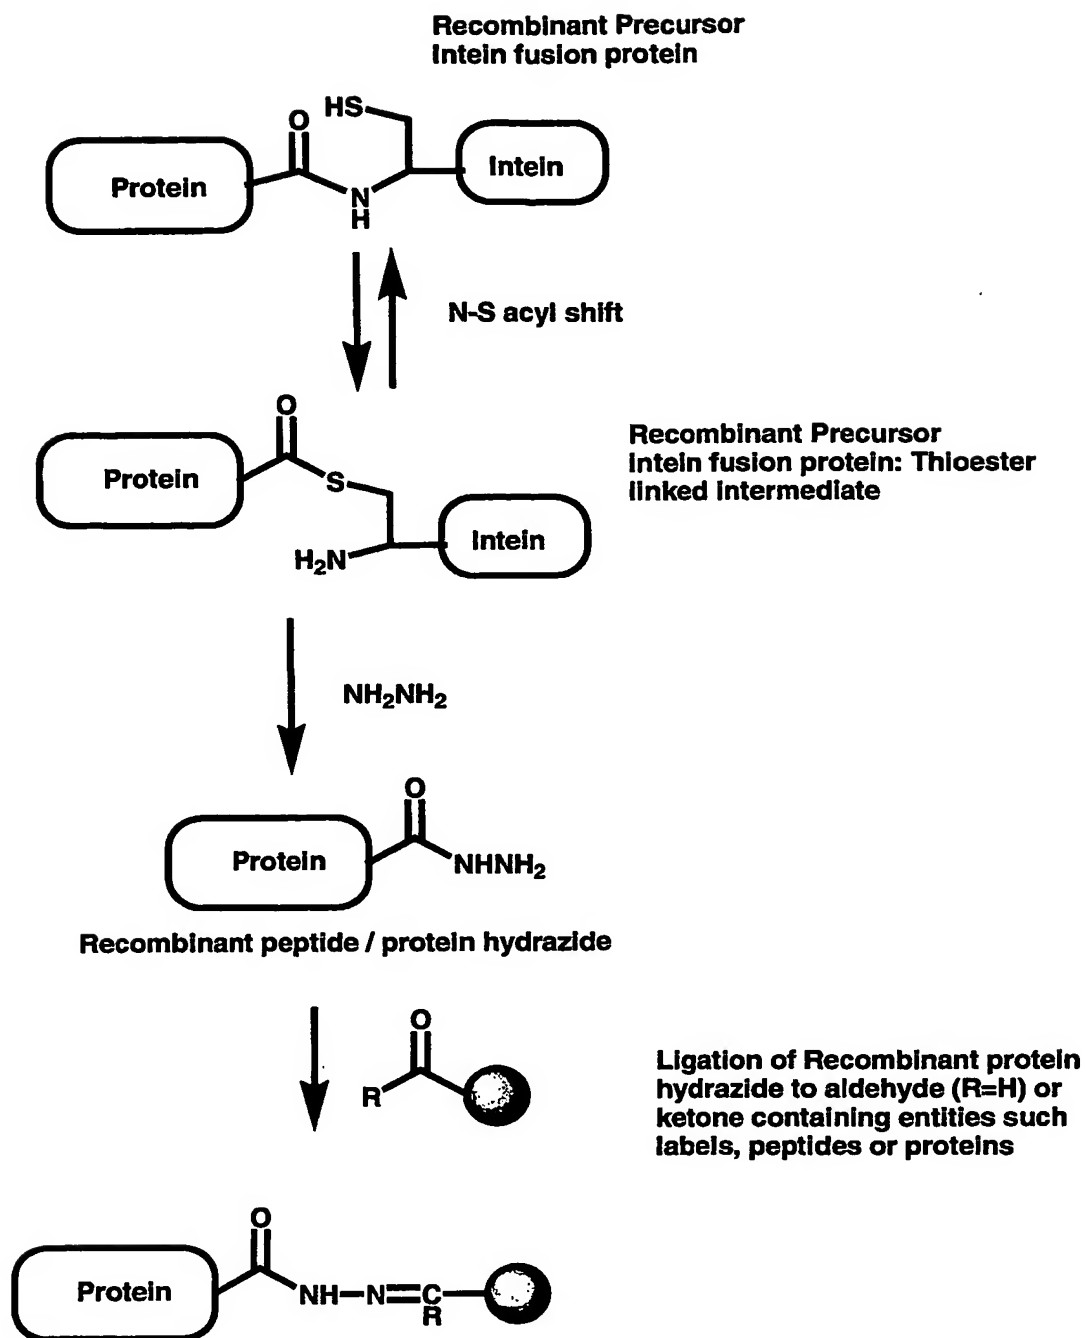 Recombinant Precursor
Intein fusion protein
HS
O
Protein
Intein
N
H
N-S acyl shift
O
Protein
S
Recombinant Precursor
Intein fusion protein: Thioester
linked intermediate
H₂N
Intein
NH₂NH₂
O
Protein
NHNH₂
Recombinant peptide / protein hydrazide
O
R
Ligation of Recombinant protein
hydrazide to aldehyde (R=H) or
ketone containing entities such
labels, peptides or proteins
O
Protein
NH—N=C
R